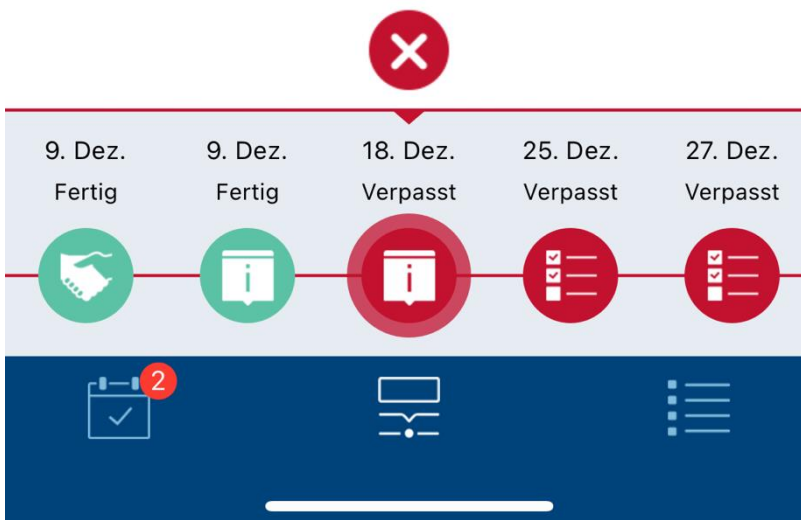 9. Dez.
9. Dez.
18. Dez.
25. Dez.
27. Dez.
Fertig
Fertig
Verpasst
Verpasst
Verpasst
i
i
2